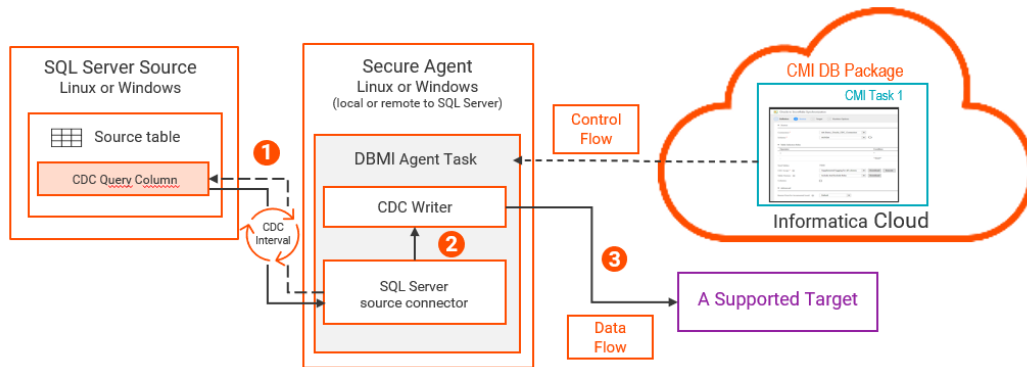 SQL Server Source
Linux or Windows
Source table
CDC Query Column
1
CDC
Interval
Secure Agent
Linux or Windows
(local or remote to SQL Server)
DBMI Agent Task
CDC Writer
2
SQL Server
source connector
Control
Flow
3
Data
Flow
CMI DB Package
CMI Task 1
Informatica Cloud
A Supported Target